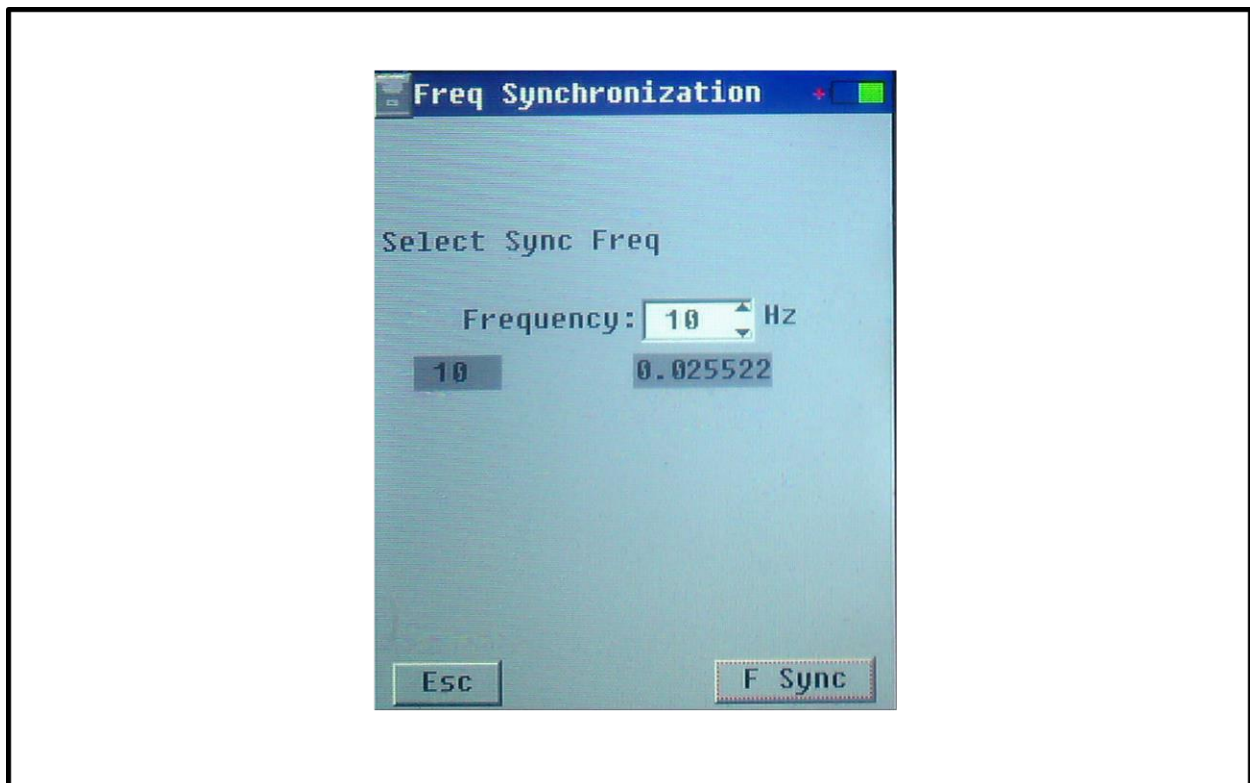 Freq Synchronization
Select Sync Freq
Frequency: 10 Hz
10 0.025522
Esc F Sync